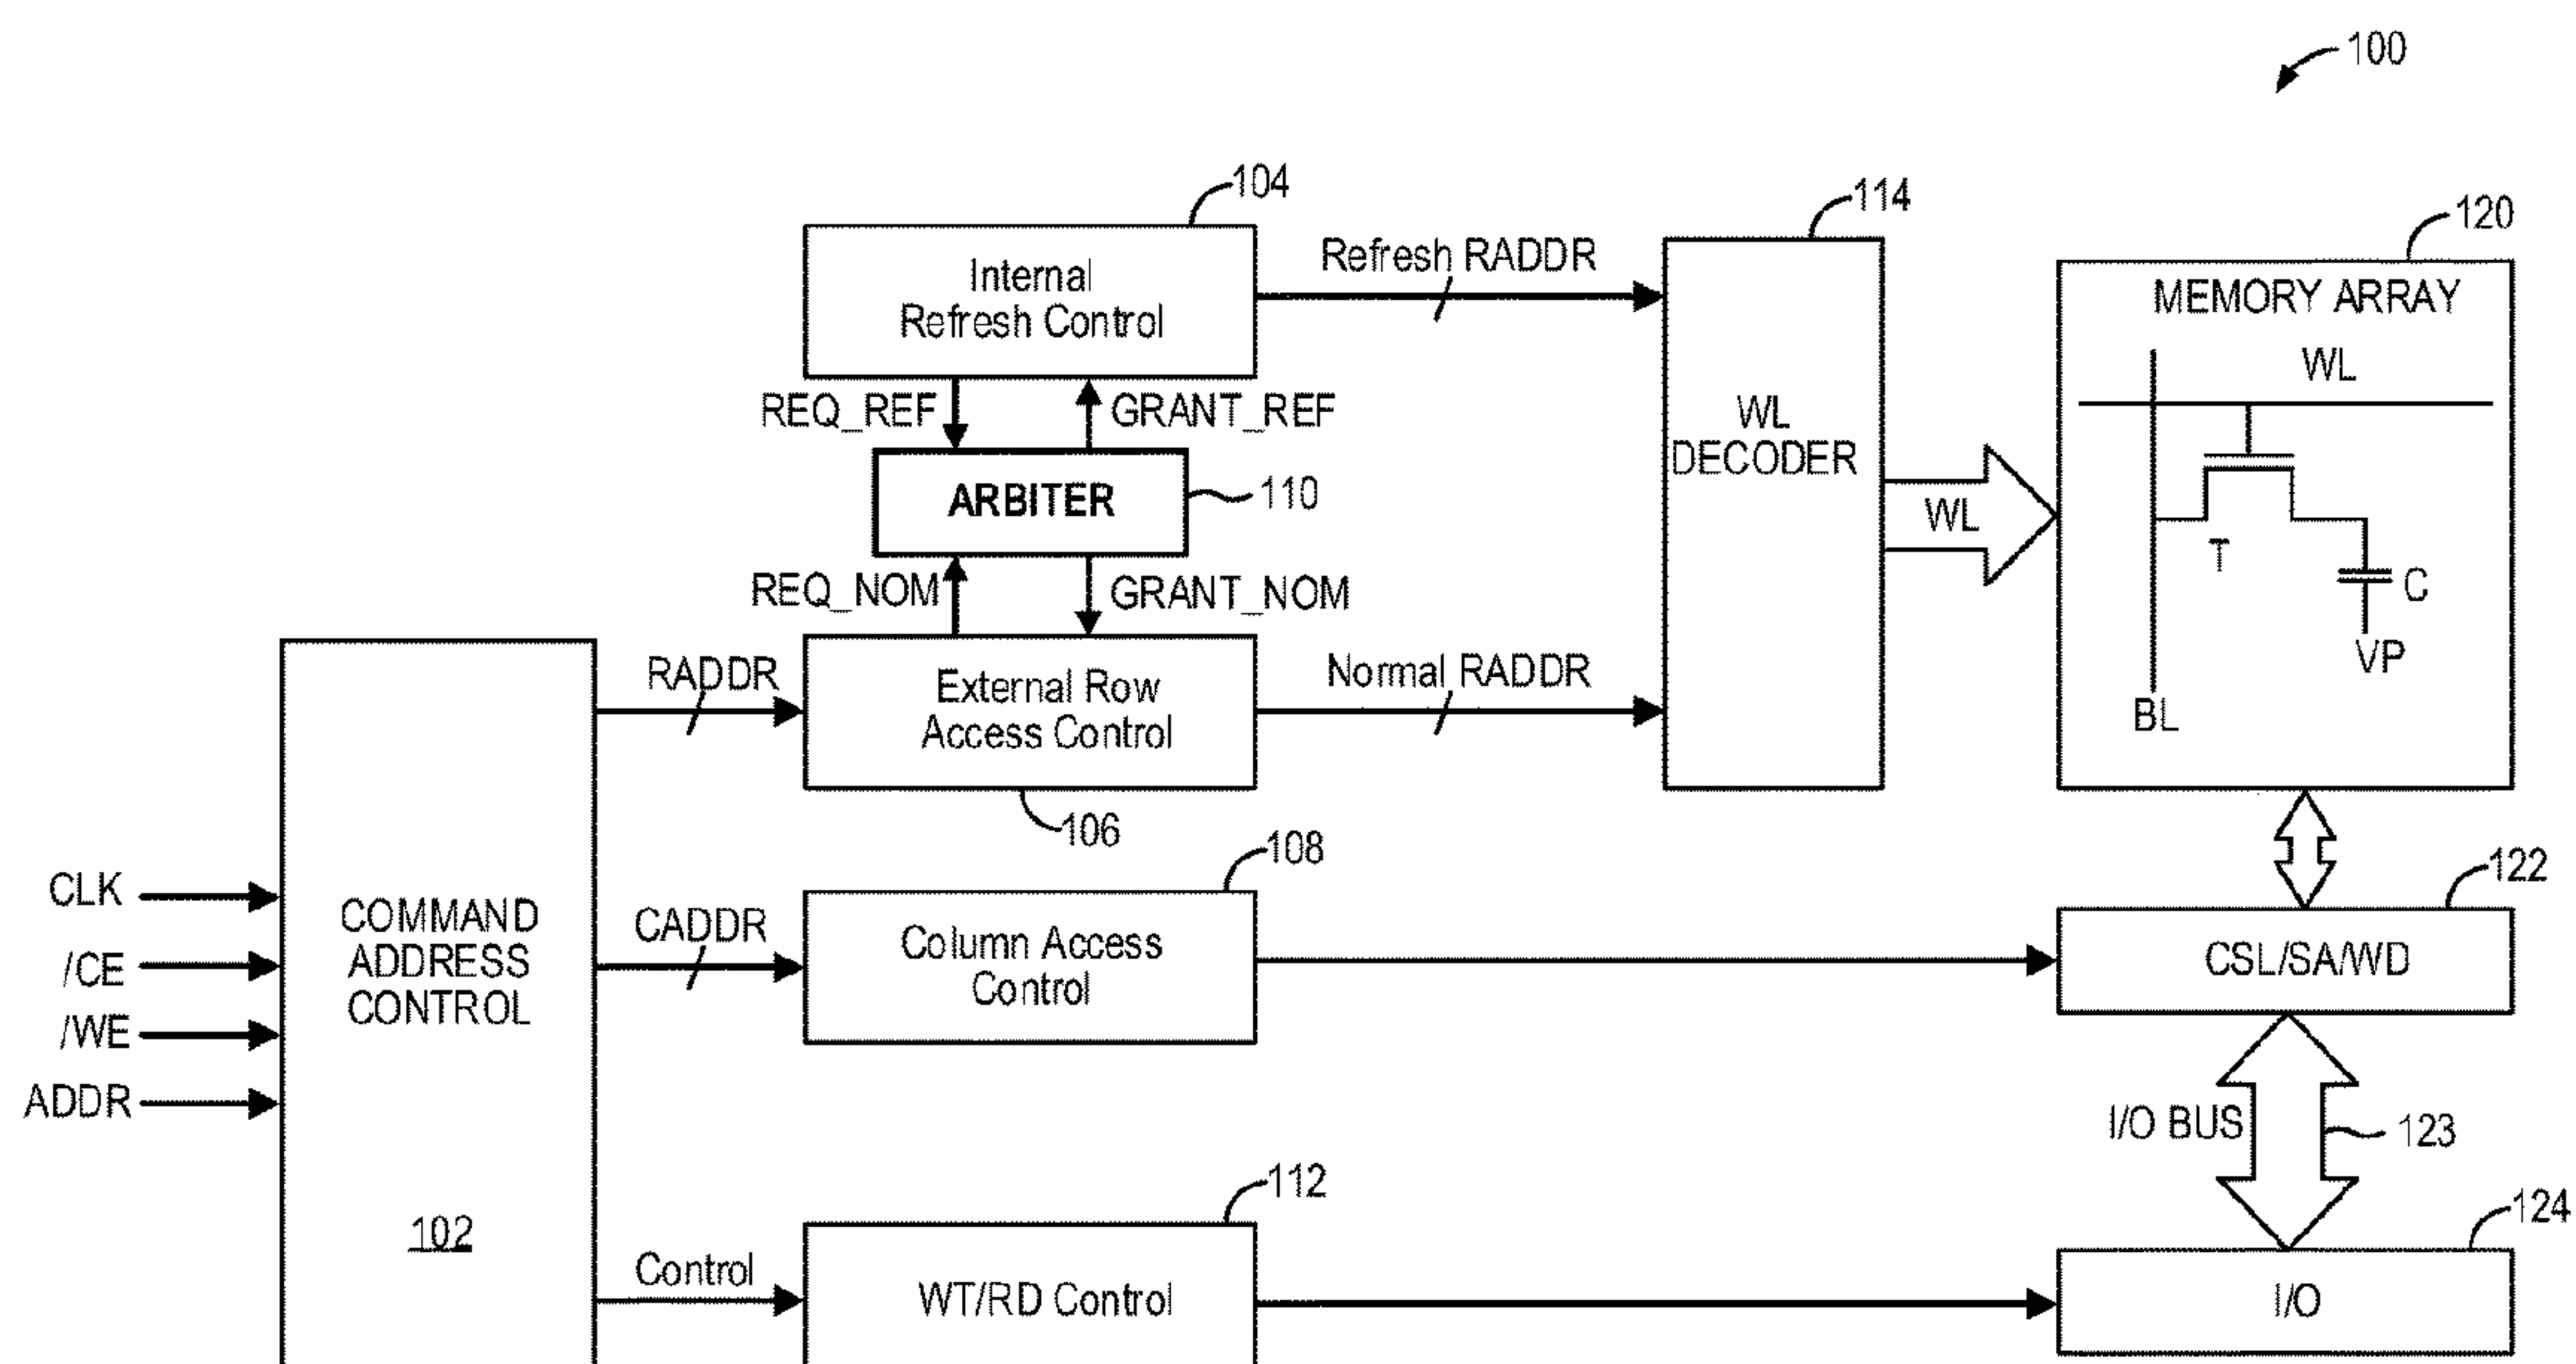 100
104
Internal
Refresh Control
Refresh RADDR
114
120
MEMORY ARRAY
WL
REQ_REF
GRANT_REF
WL
DECODER
ARBITER
110
WL
T
C
VP
BL
REQ_NOM
GRANT_NOM
RADDR
External Row
Access Control
Normal RADDR
106
108
122
CLK
/CE
/WE
ADDR
COMMAND
ADDRESS
CONTROL
102
CADDR
Column Access
Control
CSL/SA/WD
I/O BUS
123
112
124
Control
WT/RD Control
I/O